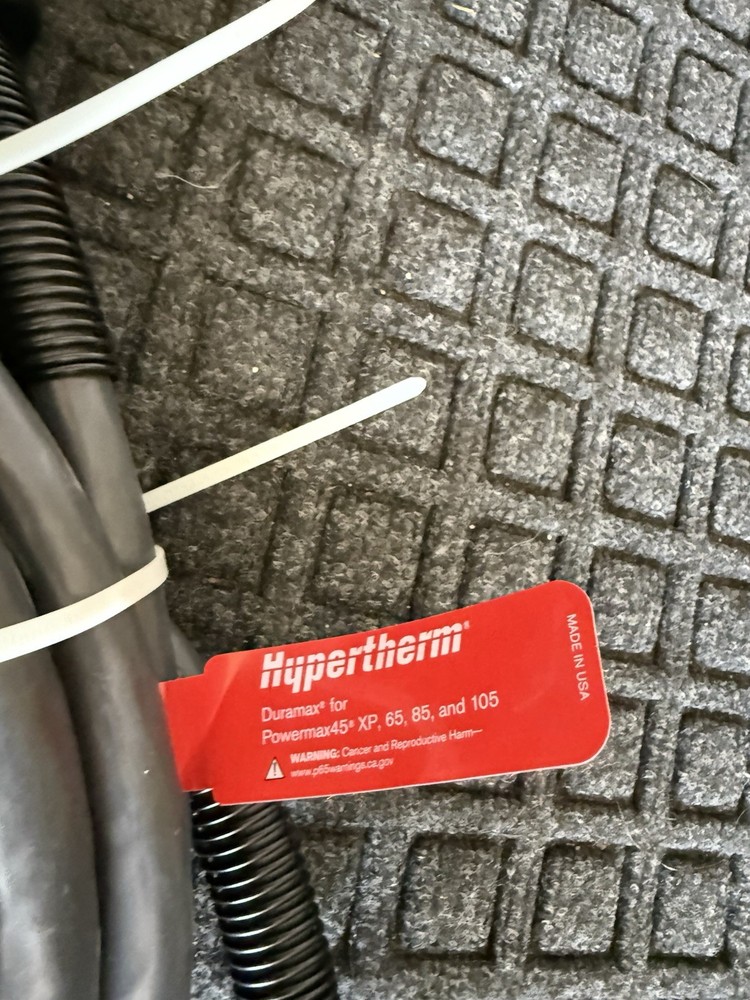 Hypertherm®
Duramax® for
Powermax45® XP, 65, 85, and 105
WARNING: Cancer and Reproductive Harm—
www.p65warnings.ca.gov
MADE IN USA